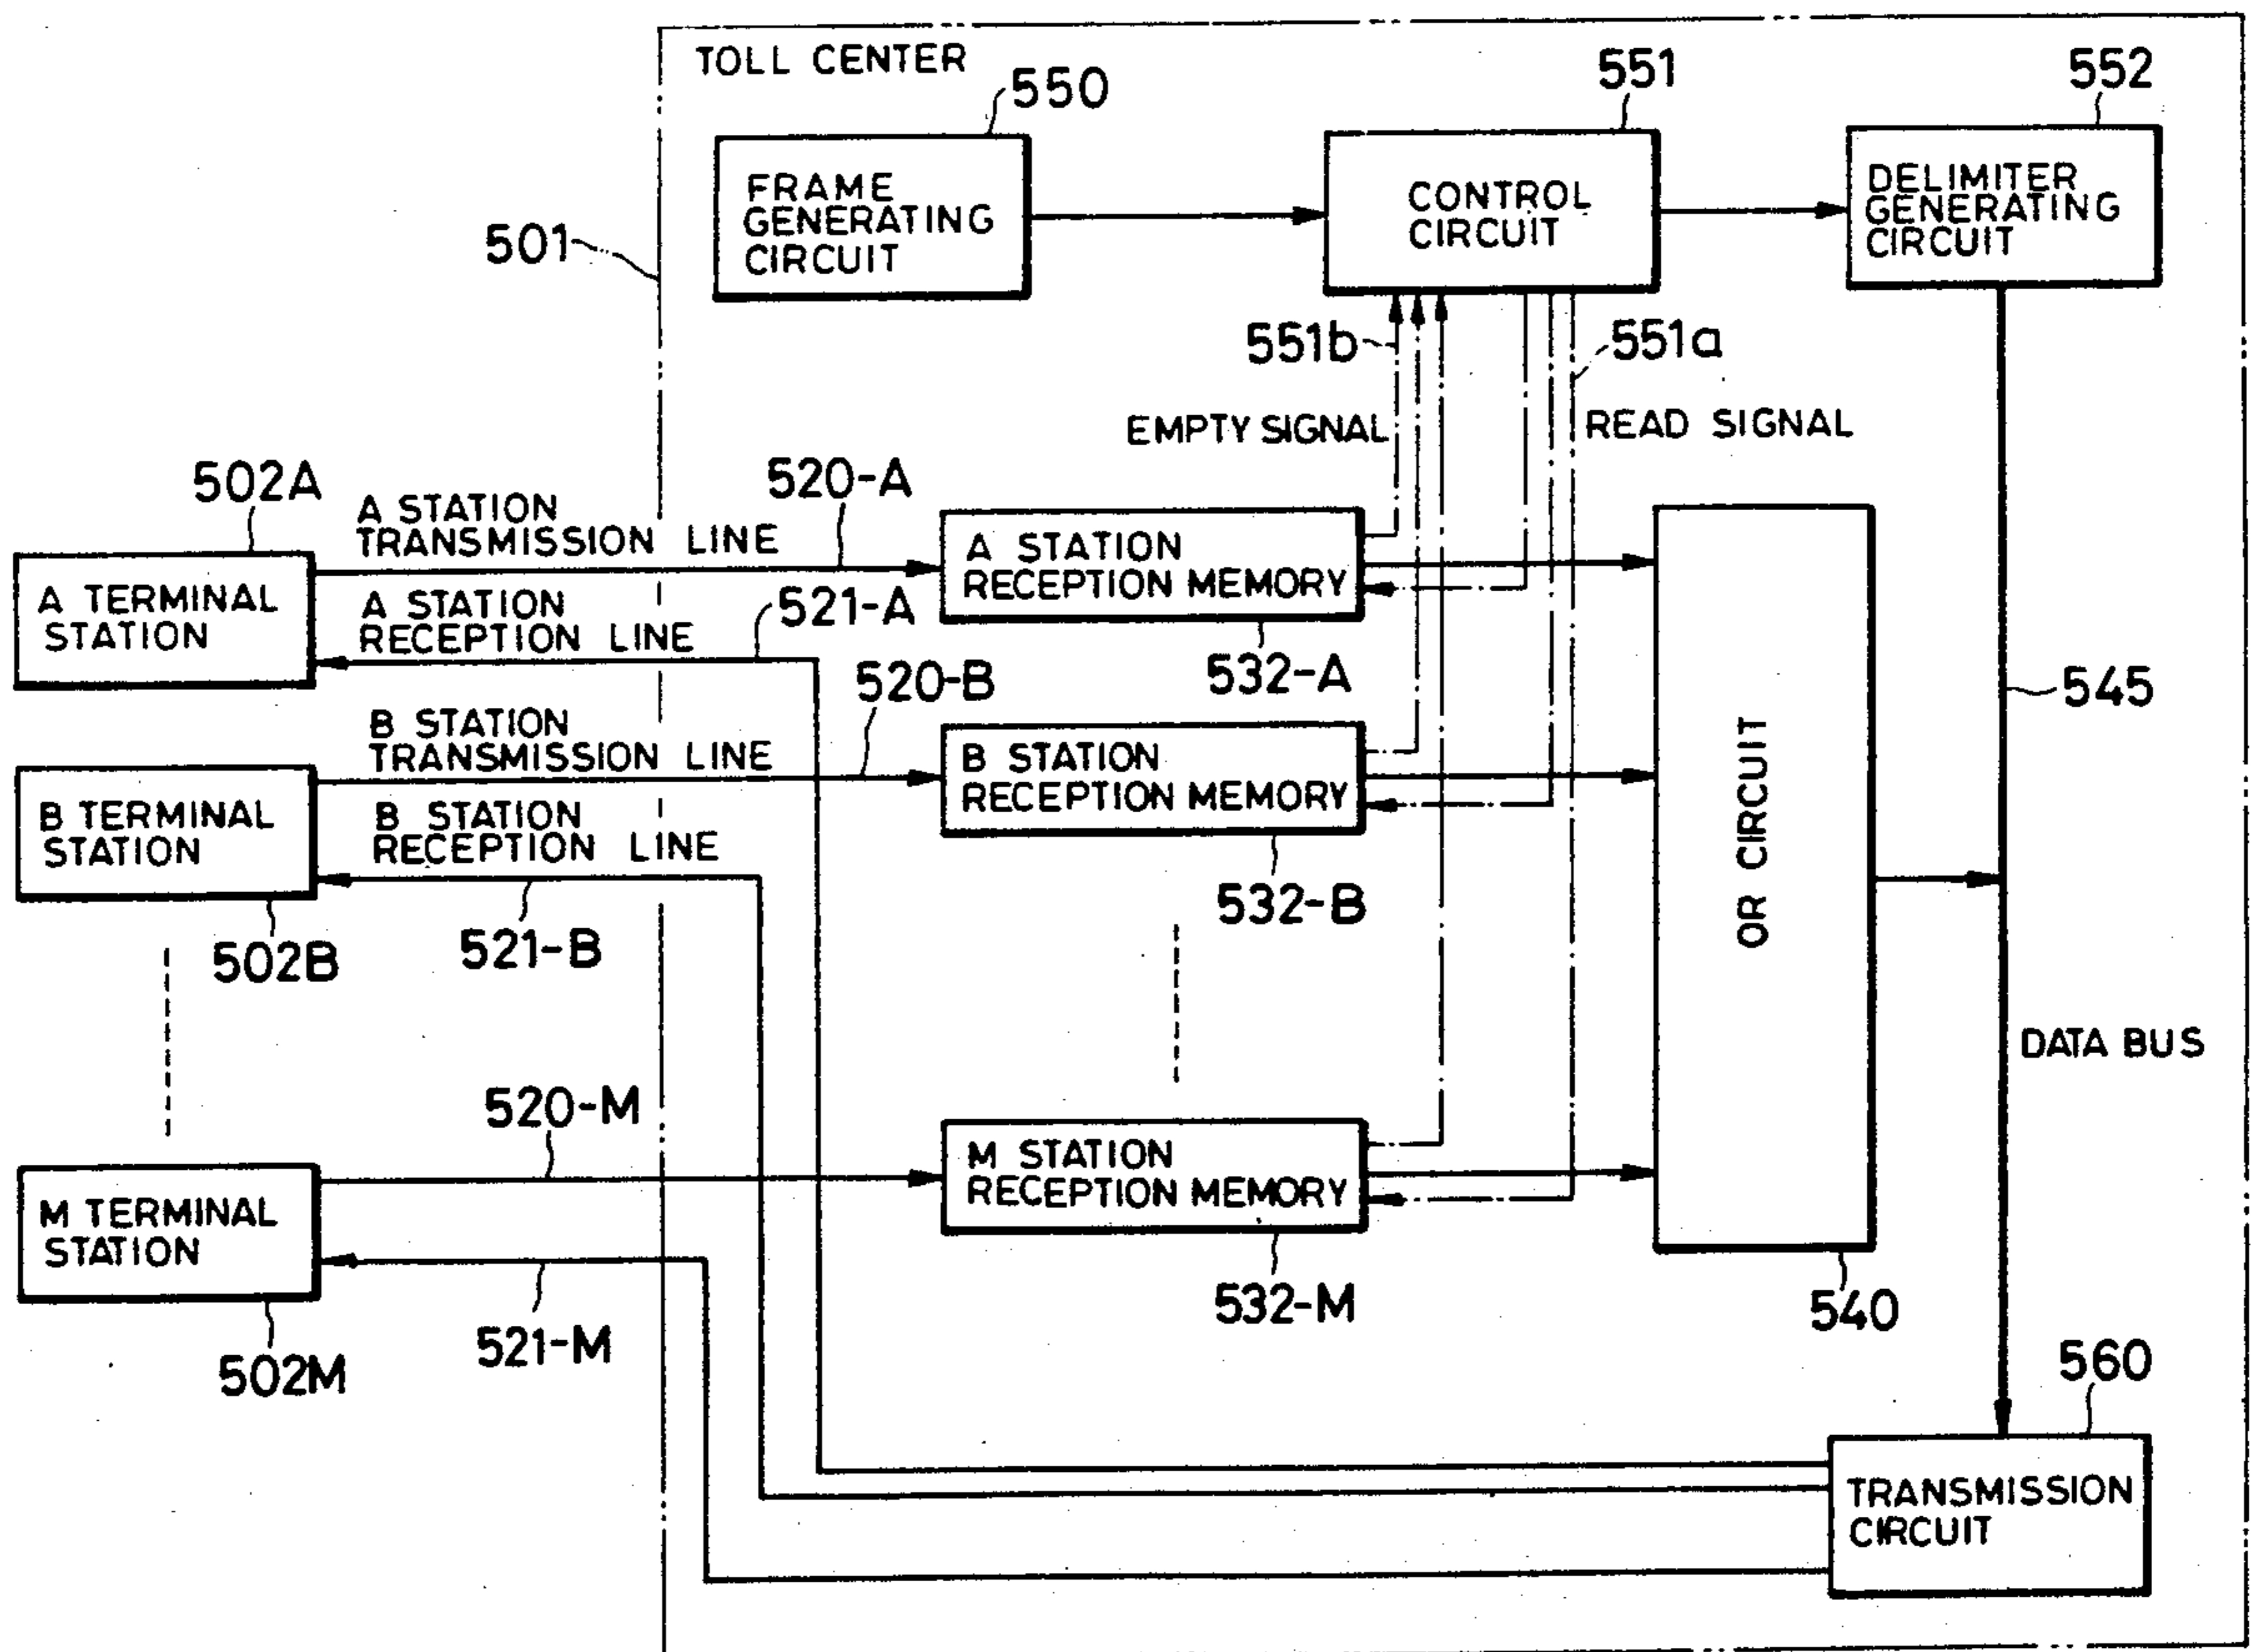 TOLL CENTER
550
551
552
FRAME
GENERATING
CIRCUIT
CONTROL
CIRCUIT
DELIMITER
GENERATING
CIRCUIT
501
551b
551a
EMPTY SIGNAL
READ SIGNAL
502A
A STATION
TRANSMISSION LINE
520-A
A STATION
RECEPTION MEMORY
A TERMINAL
STATION
A STATION
RECEPTION LINE
521-A
532-A
520-B
545
B STATION
TRANSMISSION LINE
B STATION
RECEPTION MEMORY
OR CIRCUIT
B TERMINAL
STATION
B STATION
RECEPTION LINE
532-B
521-B
502B
DATA BUS
520-M
M STATION
RECEPTION MEMORY
M TERMINAL
STATION
532-M
540
521-M
502M
560
TRANSMISSION
CIRCUIT